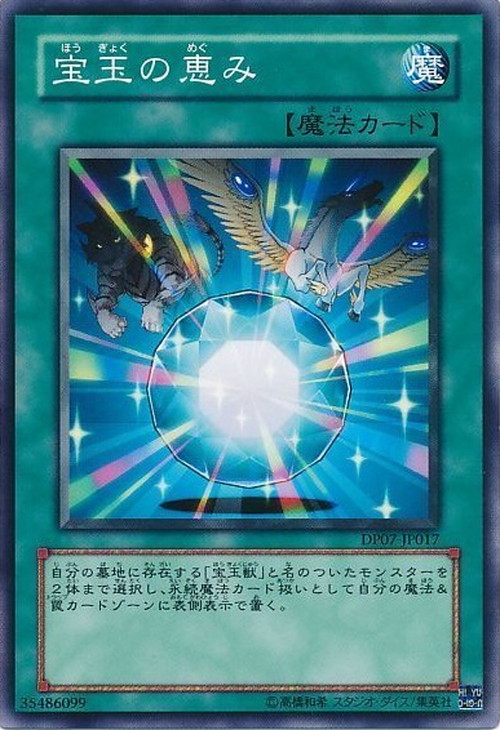 宝玉の恵み
魔
【魔法カード】
DP07-JP017
自分の墓地に存在する「宝玉獣」と名のついたモンスターを
2体まで選択し、永続魔法カード扱いとして自分の魔法&
罠カードゾーンに表側表示で置く。
35486099
©高橋和希 スタジオ・ダイス/集英社